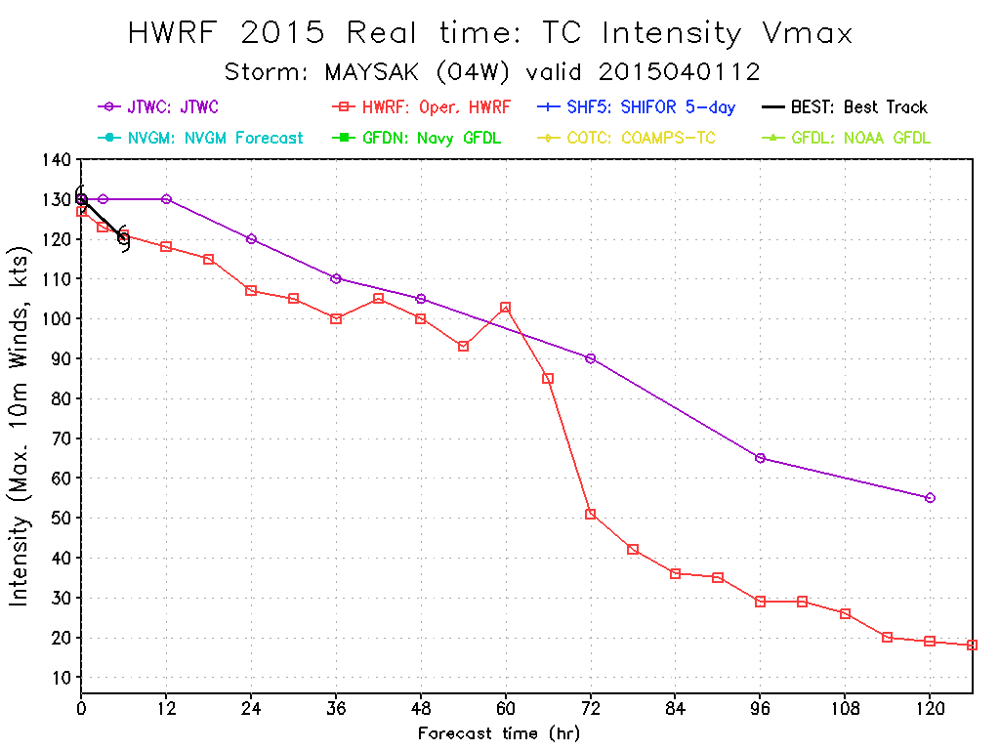 HWRF 2015 Real time: TC Intensity Vmax
Storm: MAYSAK (04W) valid 2015040112
JTWC: JTWC HWRF: Oper. HWRF SHF5: SHIFOR 5-day BEST: Best Track
NVGM: NVGM Forecast GFDN: Navy GFDL COTC: COAMPS-TC GFDL: NOAA GFDL
140
130
120
110
100
90
80
70
60
50
40
30
20
10
Intensity (Max. 10m Winds, kts)
0 12 24 36 48 60 72 84 96 108 120
Forecast time (hr)